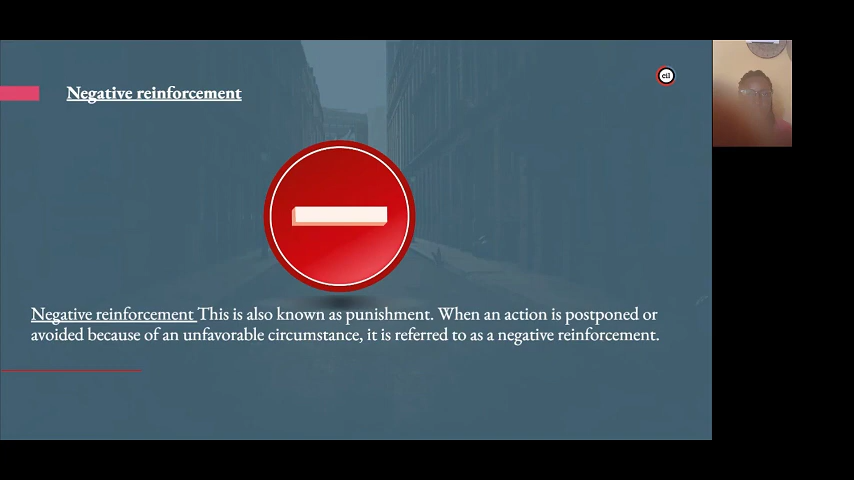 Negative reinforcement
cil
Negative reinforcement This is also known as punishment. When an action is postponed or
avoided because of an unfavorable circumstance, it is referred to as a negative reinforcement.